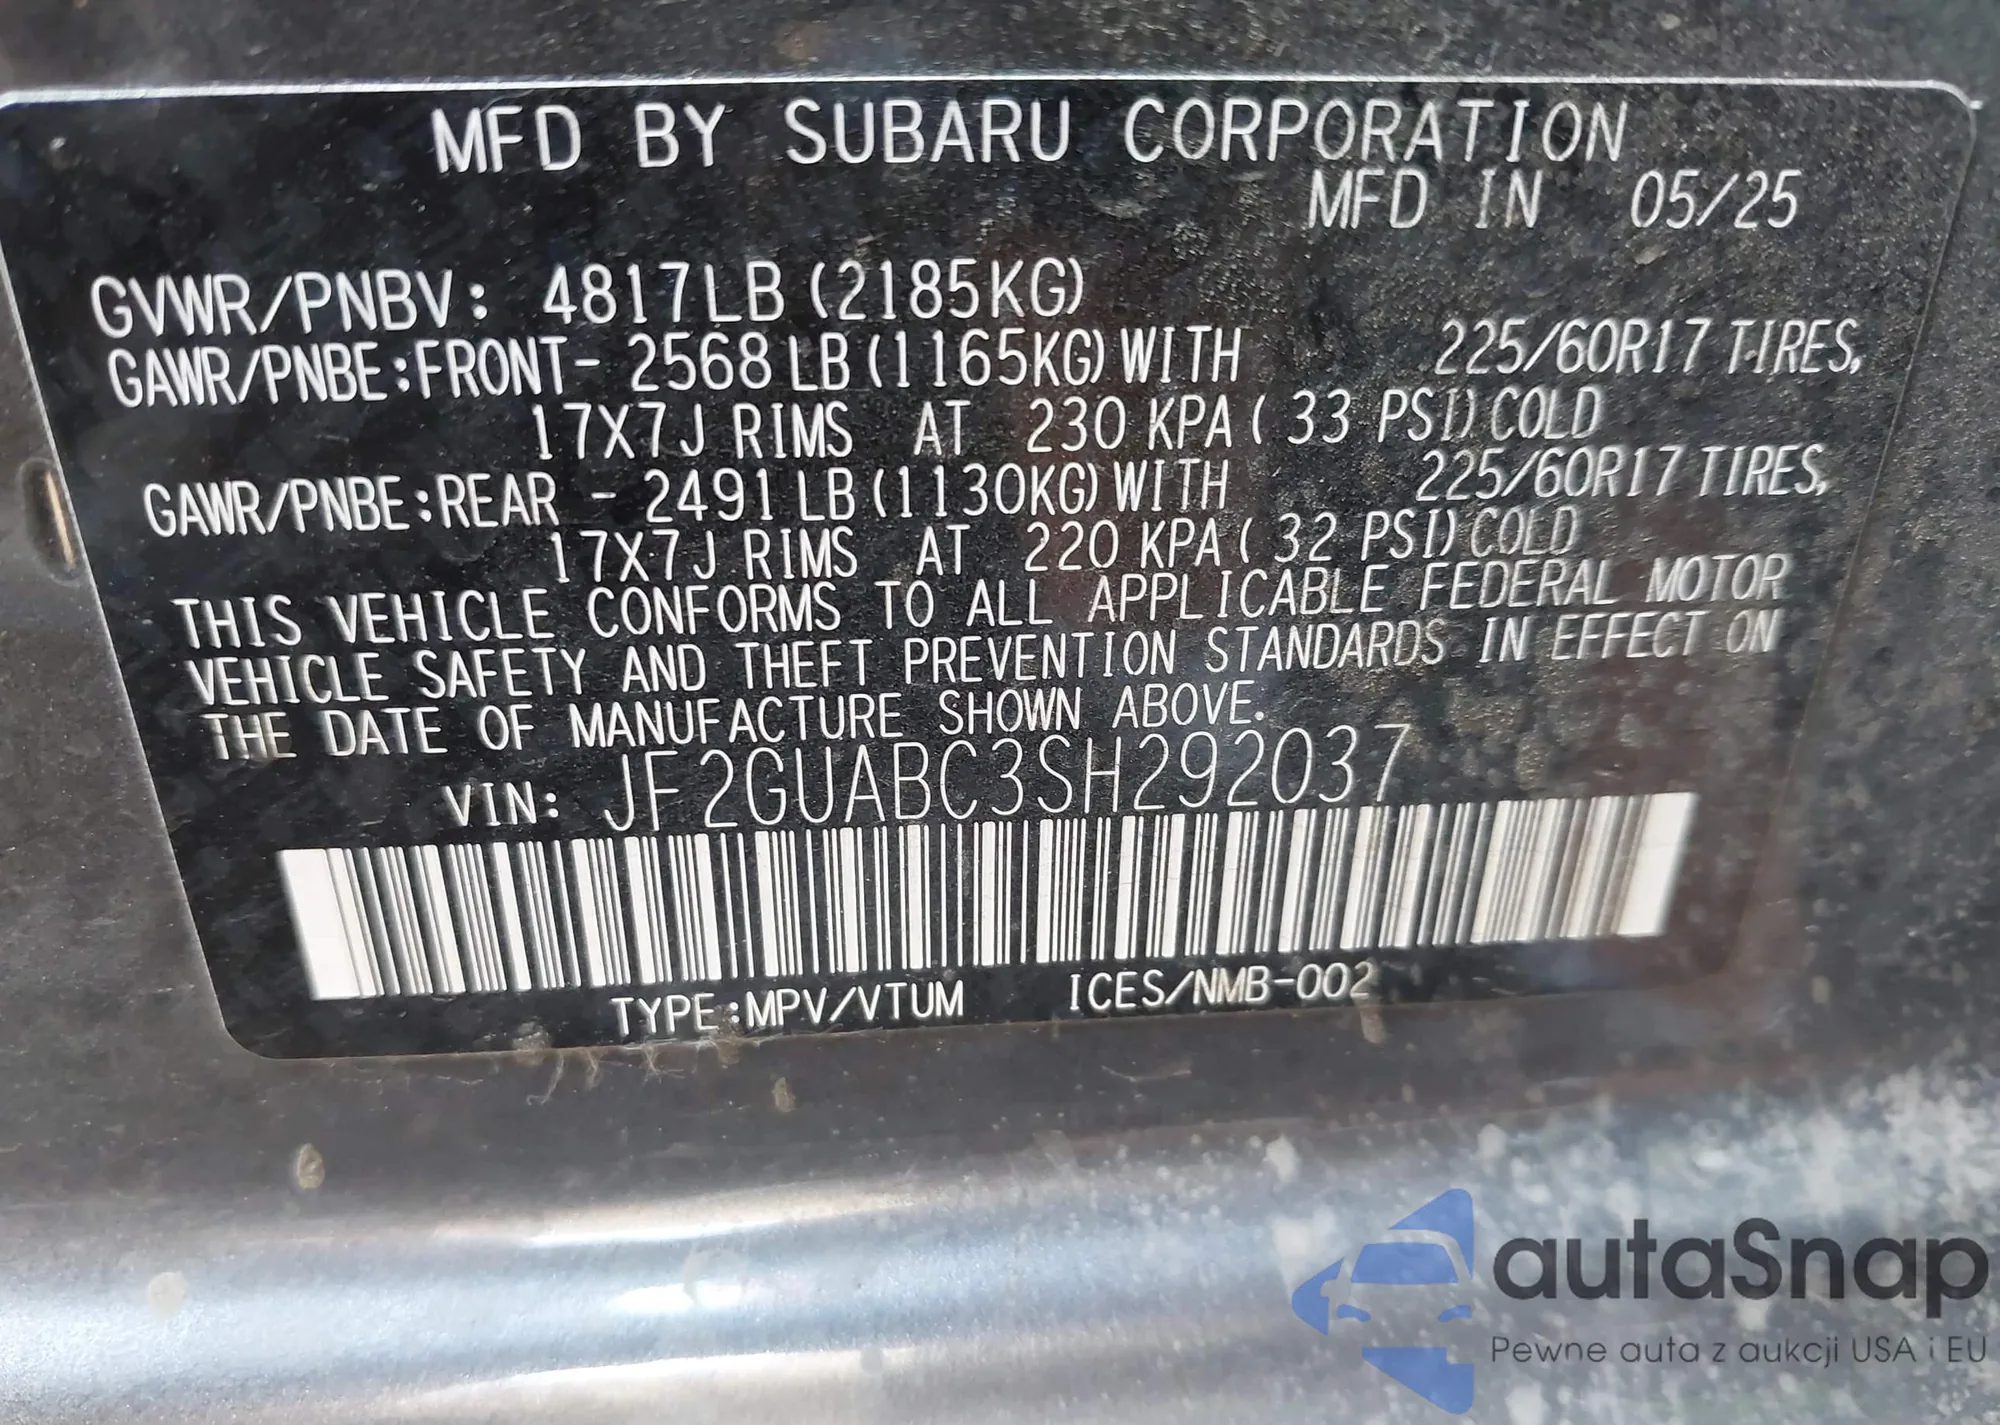 MFD BY SUBARU CORPORATION
MFD IN 05/25
GVWR/PNBV: 4817LB (2185KG)
GAWR/PNBE:FRONT- 2568 LB (1165KG) WITH 225/60R17 TIRES,
17X7J RIMS AT 230 KPA ( 33 PSI) COLD
GAWR/PNBE:REAR - 2491 LB (1130KG) WITH 225/60R17 TIRES,
17X7J RIMS AT 220 KPA ( 32 PSI) COLD
THIS VEHICLE CONFORMS TO ALL APPLICABLE FEDERAL MOTOR
VEHICLE SAFETY AND THEFT PREVENTION STANDARDS IN EFFECT ON
THE DATE OF MANUFACTURE SHOWN ABOVE.
VIN: JF2GUABC3SH292037
TYPE:MPV/VTUM ICES/NMB-002
autaSnap
Pewne auta z aukcji USA i EU